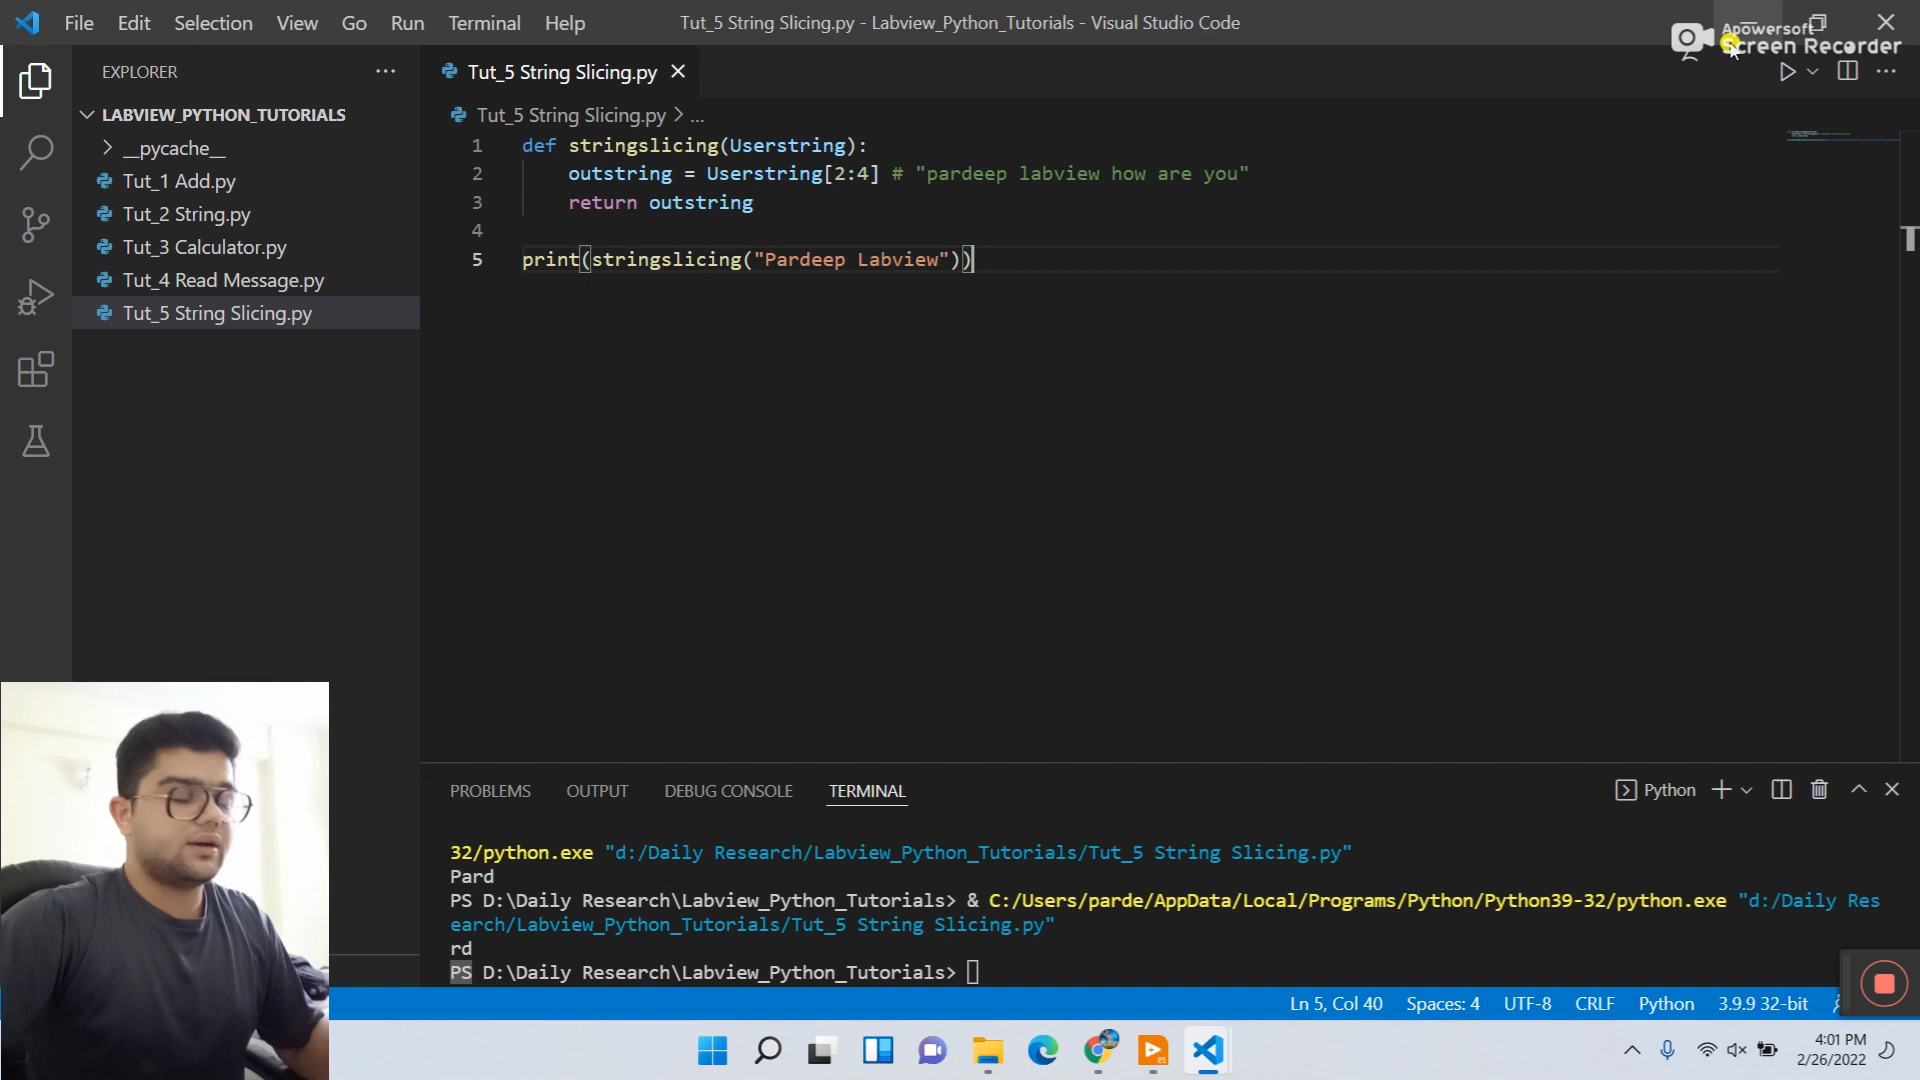 File Edit Selection View Go Run Terminal Help Tut_5 String Slicing.py - Labview_Python_Tutorials - Visual Studio Code
Apowersoft
Screen Recorder
EXPLORER
Tut_5 String Slicing.py
LABVIEW_PYTHON_TUTORIALS
__pycache__
Tut_1 Add.py
Tut_2 String.py
Tut_3 Calculator.py
Tut_4 Read Message.py
Tut_5 String Slicing.py
Tut_5 String Slicing.py > ...
1 def stringslicing(Userstring):
2 outstring = Userstring[2:4] # "pardeep labview how are you"
3 return outstring
4
5 print(stringslicing("Pardeep Labview"))
PROBLEMS OUTPUT DEBUG CONSOLE TERMINAL Python
32/python.exe "d:/Daily Research/Labview_Python_Tutorials/Tut_5 String Slicing.py"
Pard
PS D:\Daily Research\Labview_Python_Tutorials> & C:/Users/parde/AppData/Local/Programs/Python/Python39-32/python.exe "d:/Daily Res
earch/Labview_Python_Tutorials/Tut_5 String Slicing.py"
rd
PS D:\Daily Research\Labview_Python_Tutorials>
Ln 5, Col 40 Spaces: 4 UTF-8 CRLF Python 3.9.9 32-bit
4:01 PM
2/26/2022